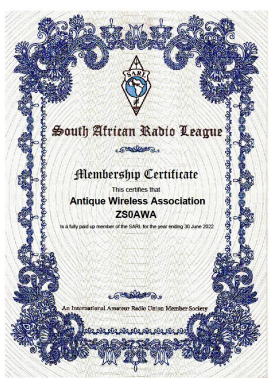 SARL
South African Radio League
Membership Certificate
This certifies that
Antique Wireless Association
ZS0AWA
is a fully paid up member of the SARL for the year ending 30 June 2022
An International Amateur Radio Union Member Society